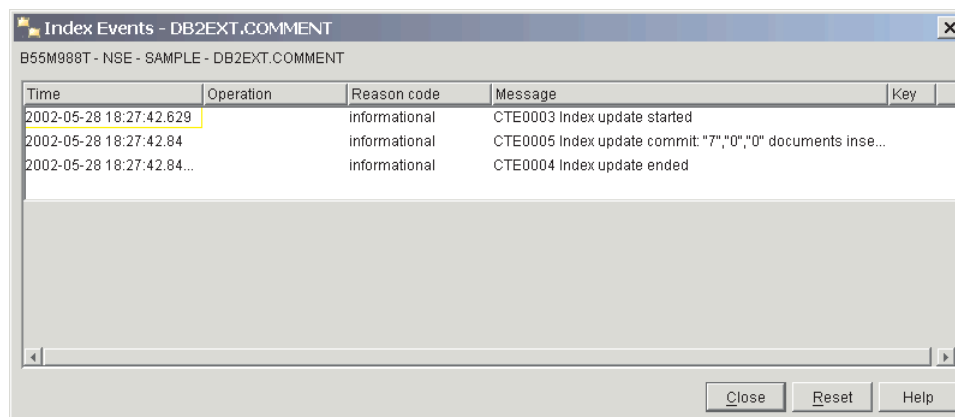 Index Events - DB2EXT.COMMENT
B55M988T - NSE - SAMPLE - DB2EXT.COMMENT
Time Operation Reason code Message Key
2002-05-28 18:27:42.629 informational CTE0003 Index update started
2002-05-28 18:27:42.84 informational CTE0005 Index update commit: "7","0","0" documents inse...
2002-05-28 18:27:42.84... informational CTE0004 Index update ended
Close Reset Help